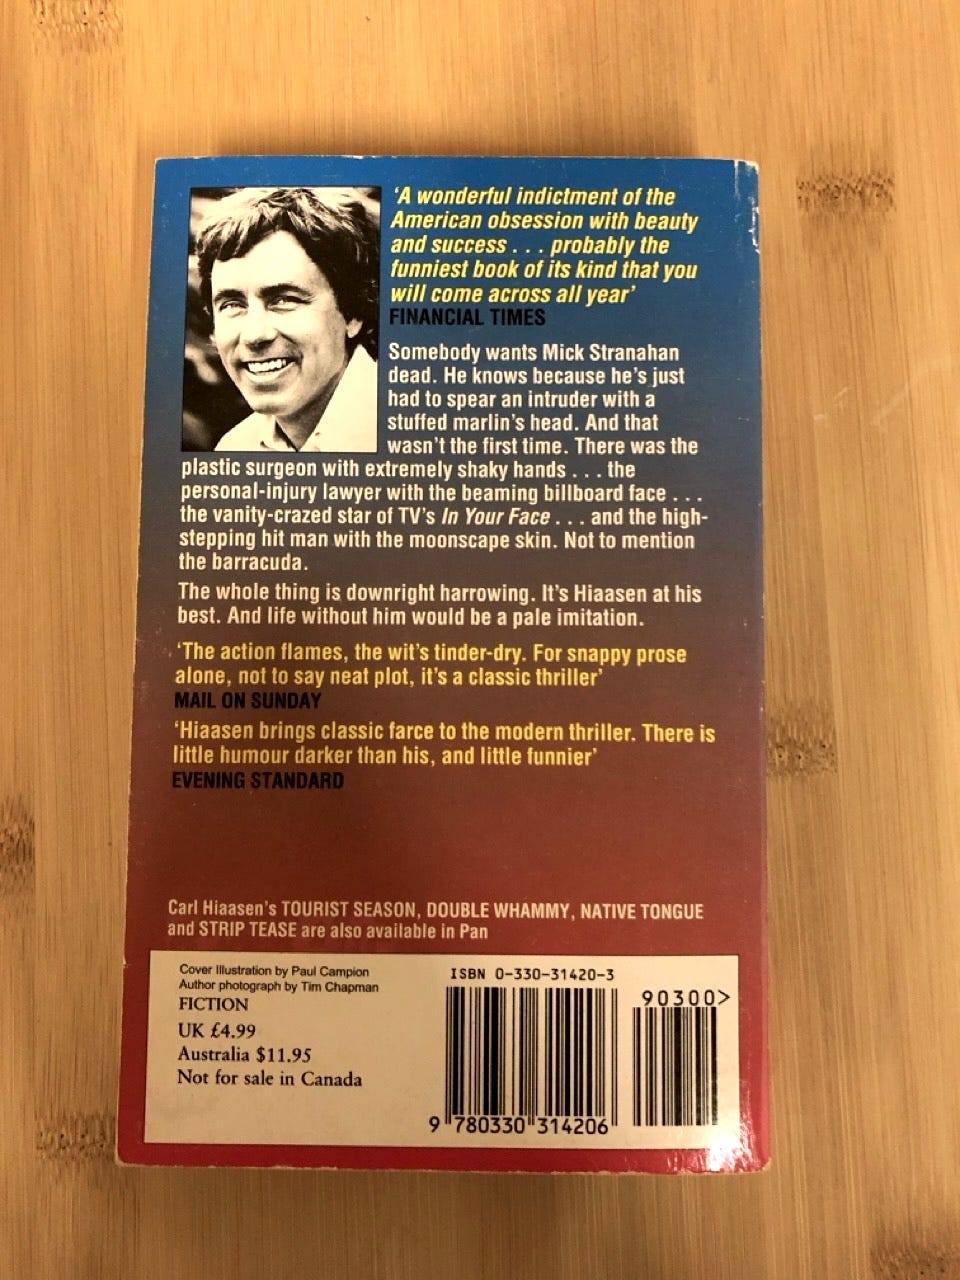 ‘A wonderful indictment of the
American obsession with beauty
and success . . . probably the
funniest book of its kind that you
will come across all year’
FINANCIAL TIMES
Somebody wants Mick Stranahan
dead. He knows because he’s just
had to spear an intruder with a
stuffed marlin’s head. And that
wasn’t the first time. There was the
plastic surgeon with extremely shaky hands . . . the
personal-injury lawyer with the beaming billboard face . . .
the vanity-crazed star of TV’s In Your Face . . . and the high-
stepping hit man with the moonscape skin. Not to mention
the barracuda.
The whole thing is downright harrowing. It’s Hiaasen at his
best. And life without him would be a pale imitation.
‘The action flames, the wit’s tinder-dry. For snappy prose
alone, not to say neat plot, it’s a classic thriller’
MAIL ON SUNDAY
‘Hiaasen brings classic farce to the modern thriller. There is
little humour darker than his, and little funnier’
EVENING STANDARD
Carl Hiaasen’s TOURIST SEASON, DOUBLE WHAMMY, NATIVE TONGUE
and STRIP TEASE are also available in Pan
Cover Illustration by Paul Campion
Author photograph by Tim Chapman
FICTION
UK £4.99
Australia $11.95
Not for sale in Canada
ISBN 0-330-31420-3
90300>
9 780330 314206